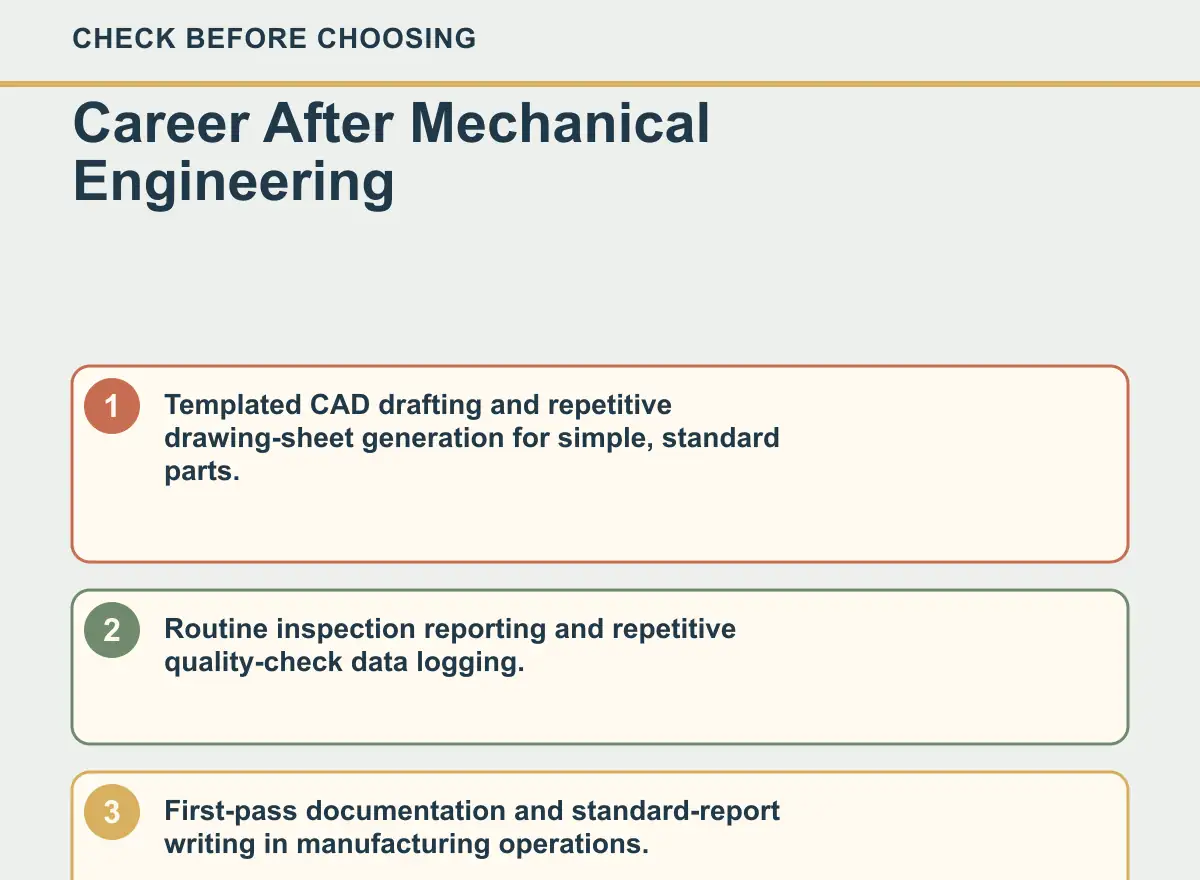 CHECK BEFORE CHOOSING
Career After Mechanical
Engineering
1
Templated CAD drafting and repetitive
drawing-sheet generation for simple, standard
parts.
2
Routine inspection reporting and repetitive
quality-check data logging.
3
First-pass documentation and standard-report
writing in manufacturing operations.